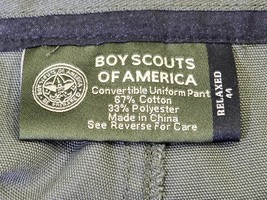 BOY SCOUTS
OF AMERICA
Convertible Uniform Pant
67% Cotton
33% Polyester
Made in China
See Reverse For Care
RELAXED
44